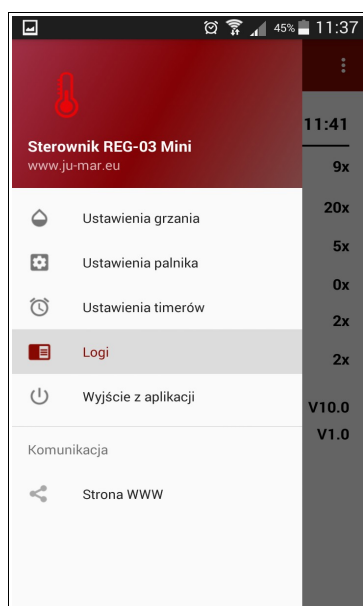 45% 11:37
11:41
Sterownik REG-03 Mini
www.ju-mar.eu
9x
Ustawienia grzania
20x
Ustawienia palnika
5x
0x
Ustawienia timerów
2x
Logi
2x
Wyjście z aplikacji
V10.0
V1.0
Komunikacja
Strona WWW